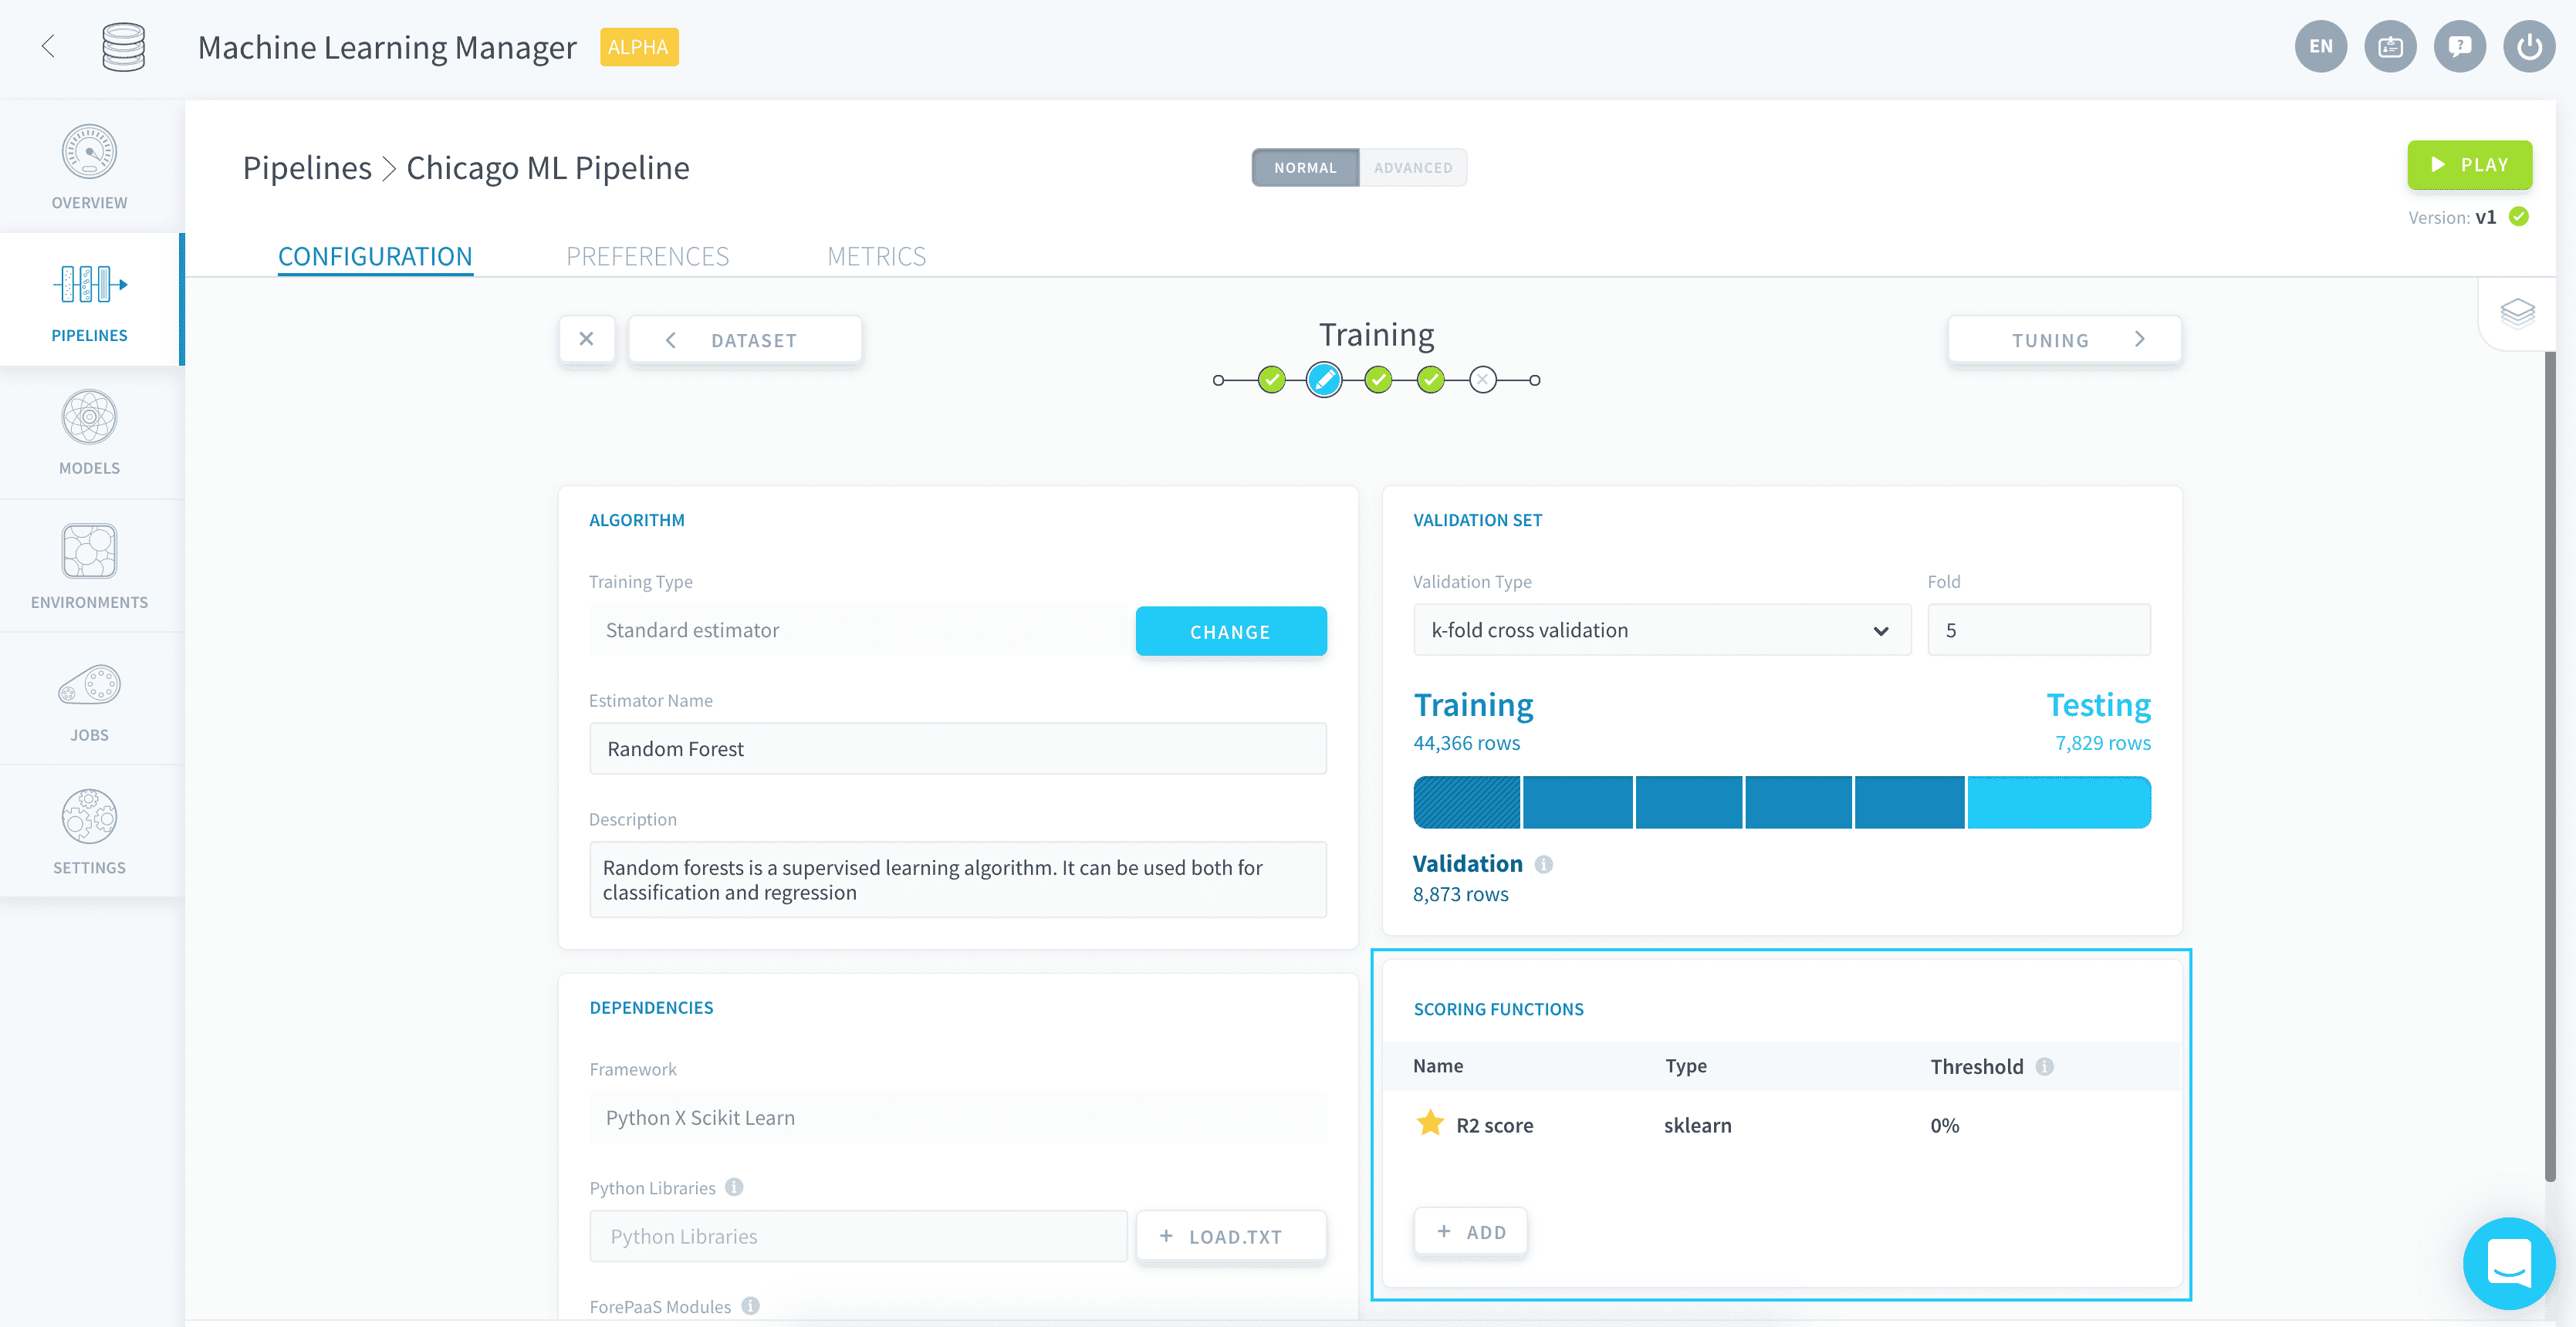 Machine Learning Manager ALPHA
EN
OVERVIEW
PIPELINES
MODELS
ENVIRONMENTS
JOBS
SETTINGS
Pipelines > Chicago ML Pipeline
NORMAL ADVANCED
PLAY
Version: v1
CONFIGURATION PREFERENCES METRICS
DATASET
Training
TUNING
ALGORITHM
Training Type
Standard estimator
CHANGE
Estimator Name
Random Forest
Description
Random forests is a supervised learning algorithm. It can be used both for
classification and regression
VALIDATION SET
Validation Type Fold
k-fold cross validation 5
Training Testing
44,366 rows 7,829 rows
Validation
8,873 rows
DEPENDENCIES
Framework
Python X Scikit Learn
Python Libraries
Python Libraries
+ LOAD.TXT
ForePaaS Modules
SCORING FUNCTIONS
Name Type Threshold
R2 score sklearn 0%
+ ADD